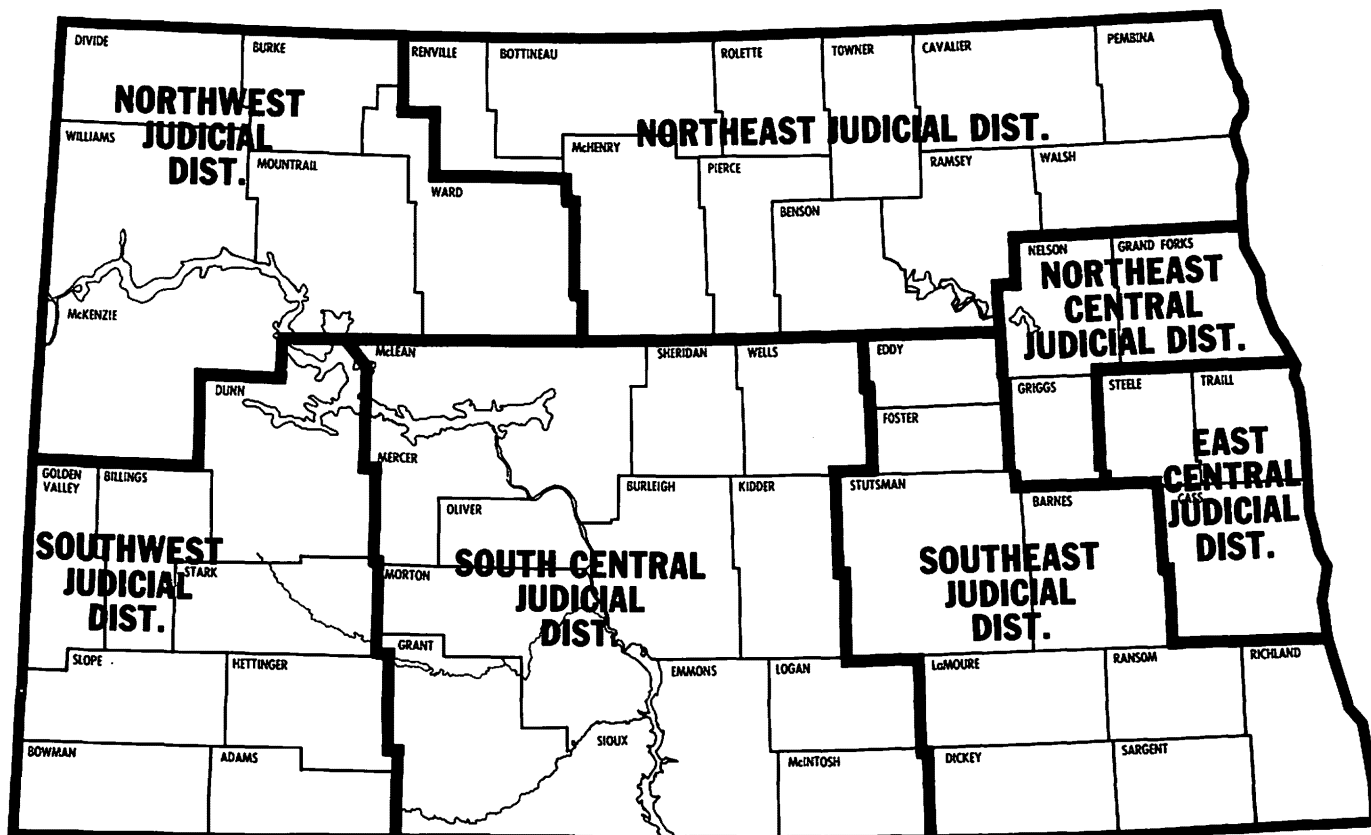 DIVIDE
BURKE
RENVILLE
BOTTINEAU
ROLETTE
TOWNER
CAVALIER
PEMBINA
NORTHWEST
JUDICIAL
DIST.
NORTHEAST JUDICIAL DIST.
WILLIAMS
MOUNTRAIL
WARD
McHENRY
PIERCE
BENSON
RAMSEY
WALSH
NELSON
GRAND FORKS
NORTHEAST
CENTRAL
JUDICIAL DIST.
McKENZIE
DUNN
McLEAN
SHERIDAN
WELLS
EDDY
FOSTER
GRIGGS
STEELE
TRAILL
EAST
CENTRAL
CASS
JUDICIAL
DIST.
GOLDEN
VALLEY
BILLINGS
MERCER
OLIVER
BURLEIGH
KIDDER
STUTSMAN
BARNES
SOUTHWEST
JUDICIAL
DIST.
STARK
MORTON
SOUTH CENTRAL
JUDICIAL
DIST.
SOUTHEAST
JUDICIAL
DIST.
SLOPE
HETTINGER
GRANT
EMMONS
LOGAN
LaMOURE
RANSOM
RICHLAND
BOWMAN
ADAMS
SIOUX
McINTOSH
DICKEY
SARGENT